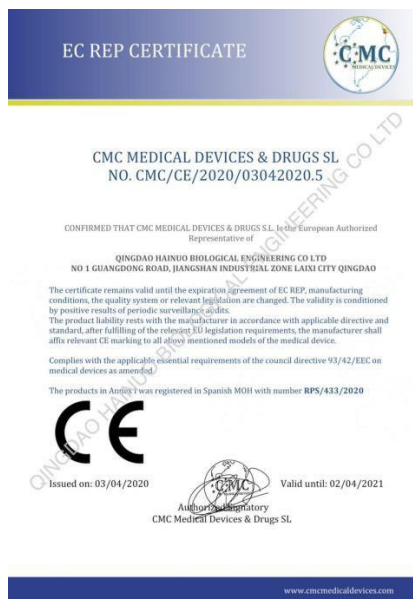 EC REP CERTIFICATE
CMC
MEDICAL DEVICES
CMC MEDICAL DEVICES & DRUGS SL
NO. CMC/CE/2020/03042020.5
CONFIRMED THAT CMC MEDICAL DEVICES & DRUGS S.L. Is the European Authorized
Representative of
QINGDAO HAINUO BIOLOGICAL ENGINEERING CO LTD
NO 1 GUANGDONG ROAD, JIANGSHAN INDUSTRIAL ZONE LAIXI CITY QINGDAO
The certificate remains valid until the expiration agreement of EC REP, manufacturing
conditions, the quality system or relevant legislation are changed. The validity is conditioned
by positive results of periodic surveillance audits.
The product liability rests with the manufacturer in accordance with applicable directive and
standard, after fulfilling of the relevant EU legislation requirements, the manufacturer shall
affix relevant CE marking to all above mentioned models of the medical device.
Complies with the applicable essential requirements of the council directive 93/42/EEC on
medical devices as amended.
The products in Annex I was registered in Spanish MOH with number RPS/433/2020
CE
Issued on: 03/04/2020
CMC
Valid until: 02/04/2021
Authorized Signatory
CMC Medical Devices & Drugs SL
www.cmcmedicaldevices.com
QINGDAO HAINUO BIOLOGICAL ENGINEERING CO LTD